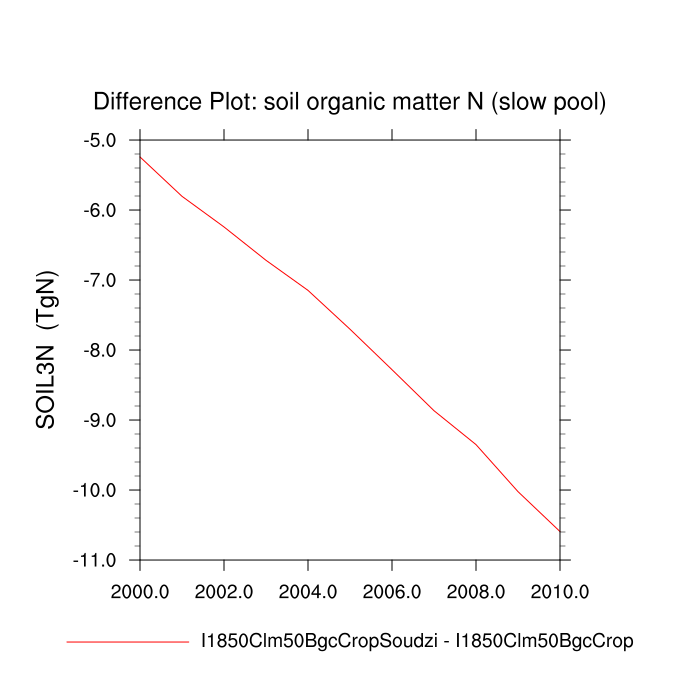 Difference Plot: soil organic matter N (slow pool)
SOIL3N (TgN)
-5.0
-6.0
-7.0
-8.0
-9.0
-10.0
-11.0
2000.0 2002.0 2004.0 2006.0 2008.0 2010.0
I1850Clm50BgcCropSoudzi - I1850Clm50BgcCrop